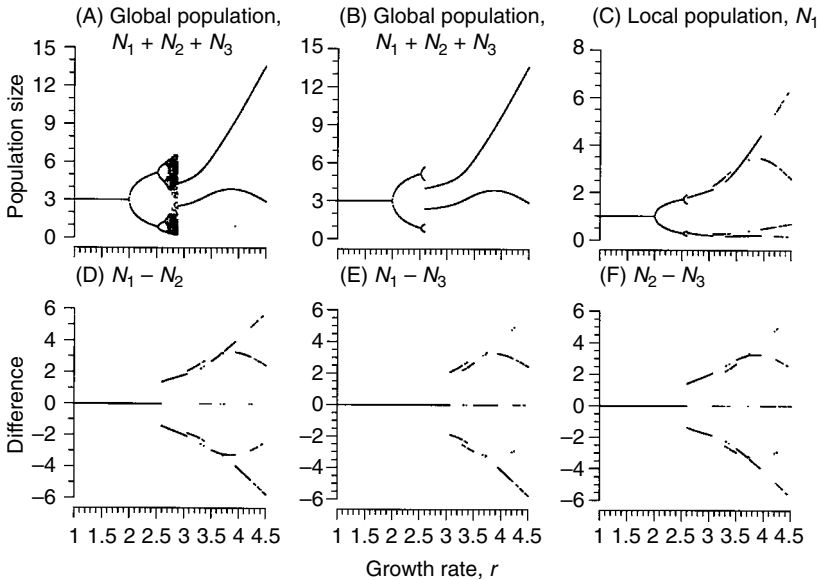 (A) Global population,
N1 + N2 + N3
(B) Global population,
N1 + N2 + N3
(C) Local population, N1
Population size
15
12
9
6
3
0
15
12
9
6
3
0
8
6
4
2
0
(D) N1 – N2
(E) N1 – N3
(F) N2 – N3
Difference
6
4
2
0
−2
−4
−6
6
4
2
0
−2
−4
−6
6
4
2
0
−2
−4
−6
1 1.5 2 2.5 3 3.5 4 4.5
1 1.5 2 2.5 3 3.5 4 4.5
1 1.5 2 2.5 3 3.5 4 4.5
Growth rate, r